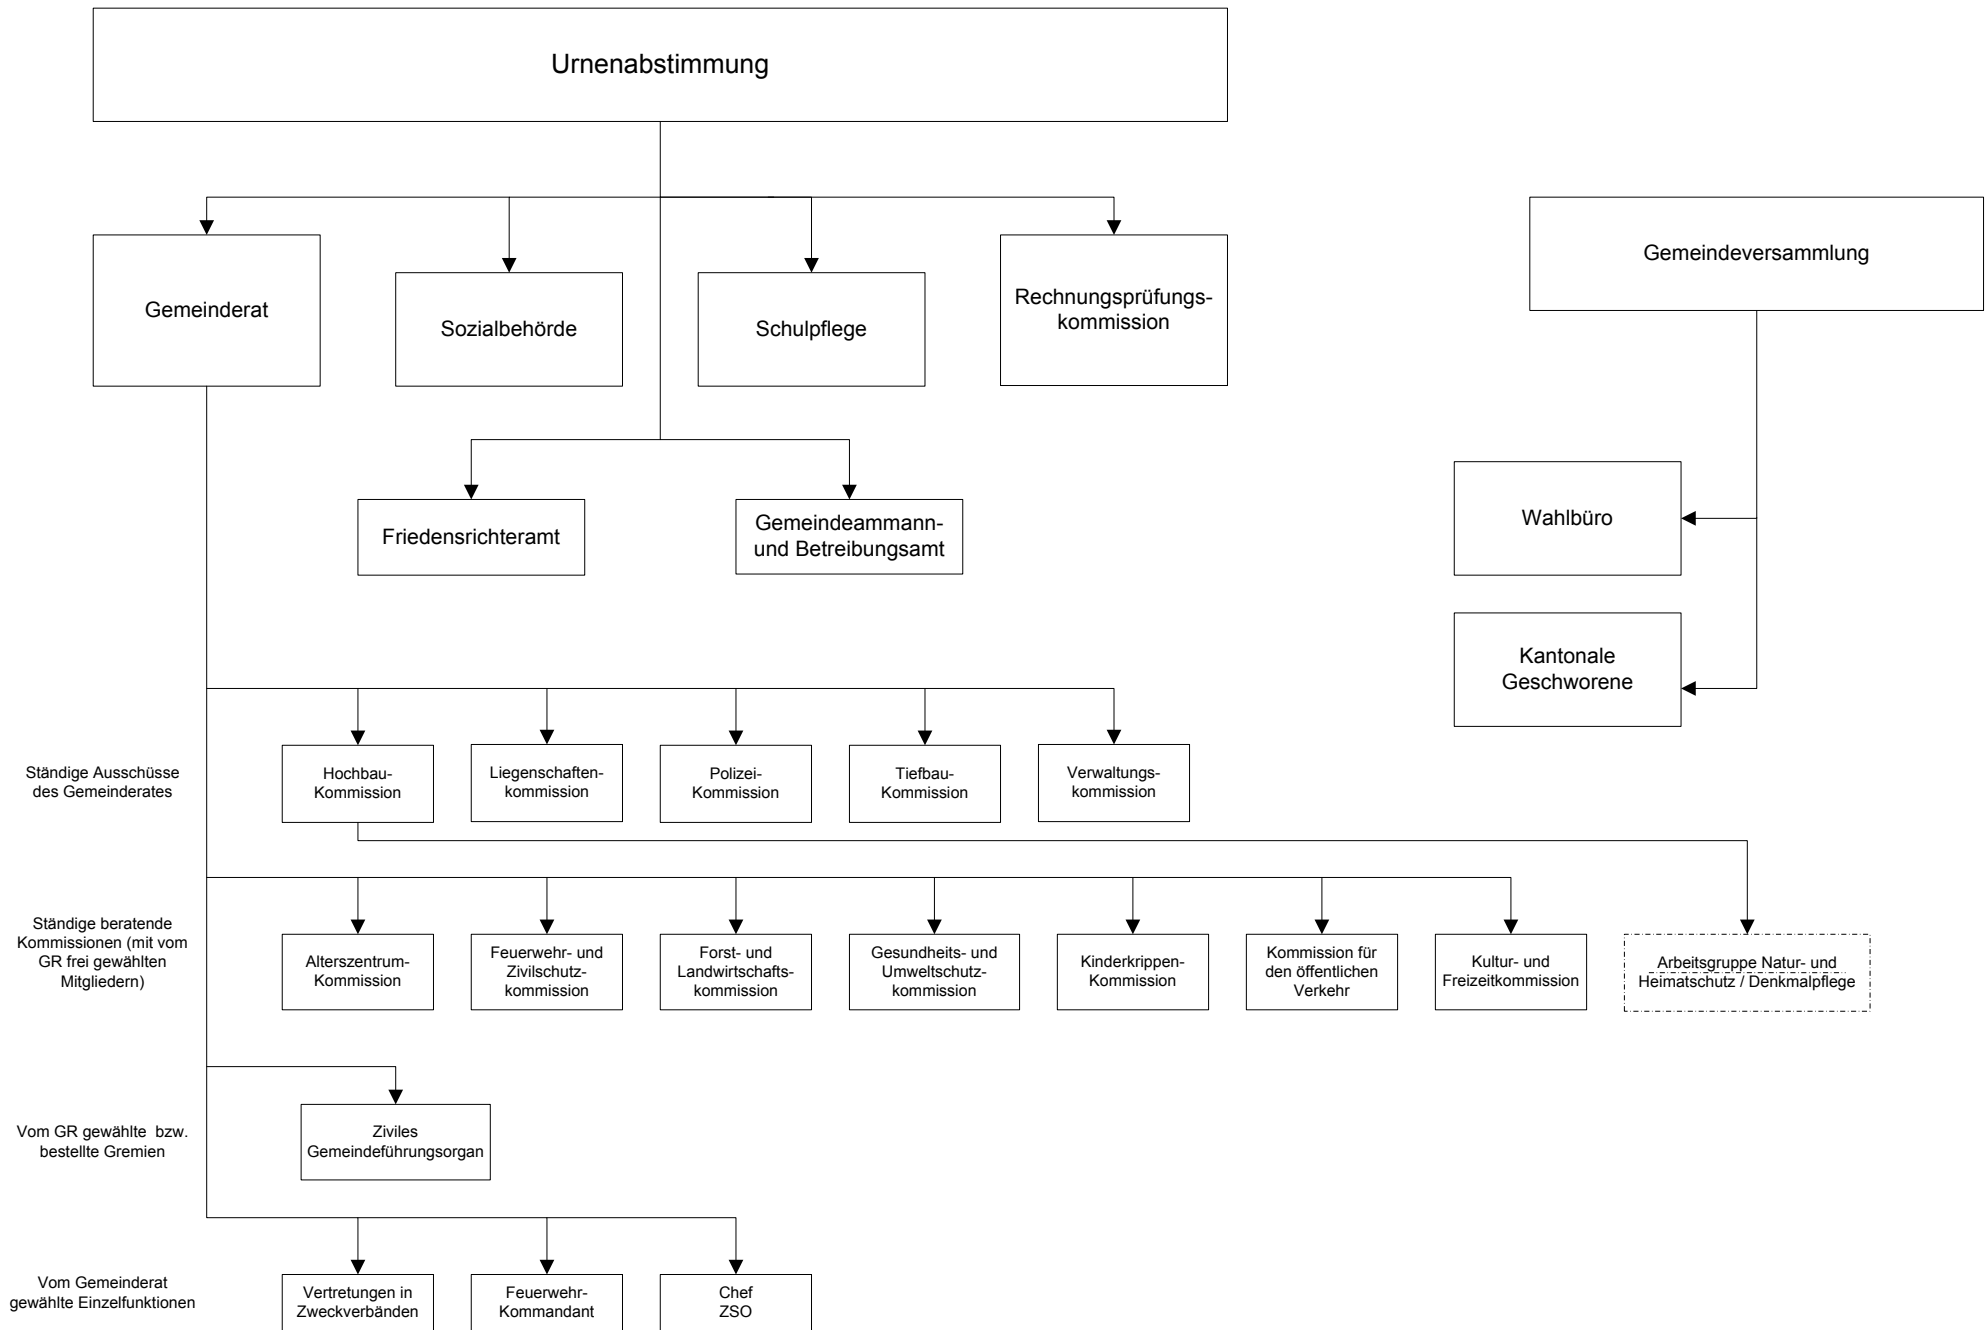 Urnenabstimmung
Gemeinderat
Sozialbehörde
Schulpflege
Rechnungsprüfungs-
kommission
Gemeindeversammlung
Friedensrichteramt
Gemeindeammann-
und Betreibungsamt
Wahlbüro
Kantonale
Geschworene
Ständige Ausschüsse
des Gemeinderates
Hochbau-
Kommission
Liegenschaften-
kommission
Polizei-
Kommission
Tiefbau-
Kommission
Verwaltungs-
kommission
Ständige beratende
Kommissionen (mit vom
GR frei gewählten
Mitgliedern)
Alterszentrum-
Kommission
Feuerwehr- und
Zivilschutz-
kommission
Forst- und
Landwirtschafts-
kommission
Gesundheits- und
Umweltschutz-
kommission
Kinderkrippen-
Kommission
Kommission für
den öffentlichen
Verkehr
Kultur- und
Freizeitkommission
Arbeitsgruppe Natur- und
Heimatschutz / Denkmalpflege
Vom GR gewählte bzw.
bestellte Gremien
Ziviles
Gemeindeführungsorgan
Vom Gemeinderat
gewählte Einzelfunktionen
Vertretungen in
Zweckverbänden
Feuerwehr-
Kommandant
Chef
ZSO